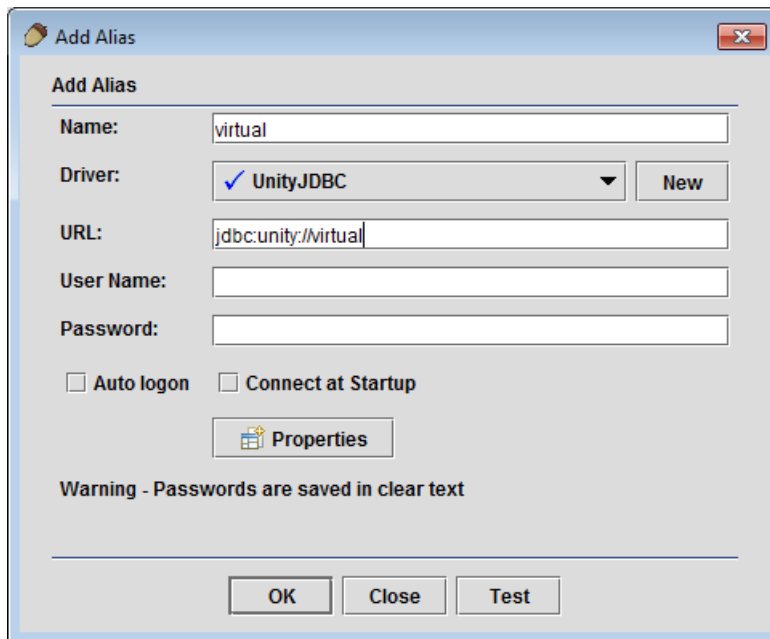 Add Alias
Add Alias
Name: virtual
Driver: UnityJDBC New
URL: jdbc:unity://virtual
User Name:
Password:
Auto logon Connect at Startup
Properties
Warning - Passwords are saved in clear text
OK Close Test